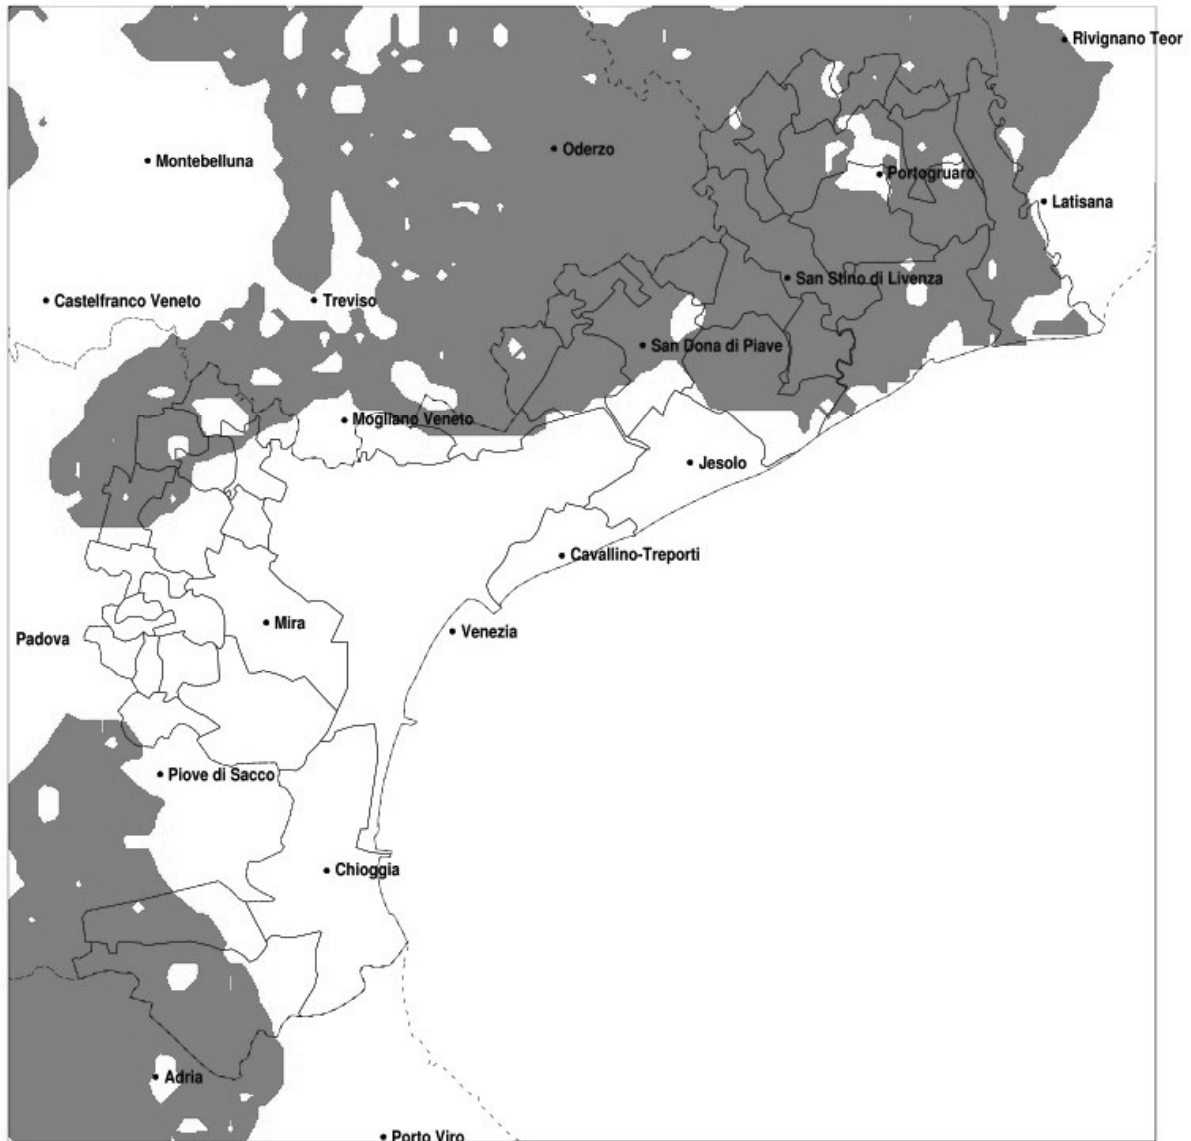 Rivignano Teor
Oderzo
Montebelluna
Portogruaro
Latisana
San Stino di Livenza
Castelfranco Veneto
Treviso
San Dona di Piave
Mogliano Veneto
Jesolo
Cavallino-Treporti
Mira
Venezia
Padova
Piove di Sacco
Chioggia
Adria
Porto Viro